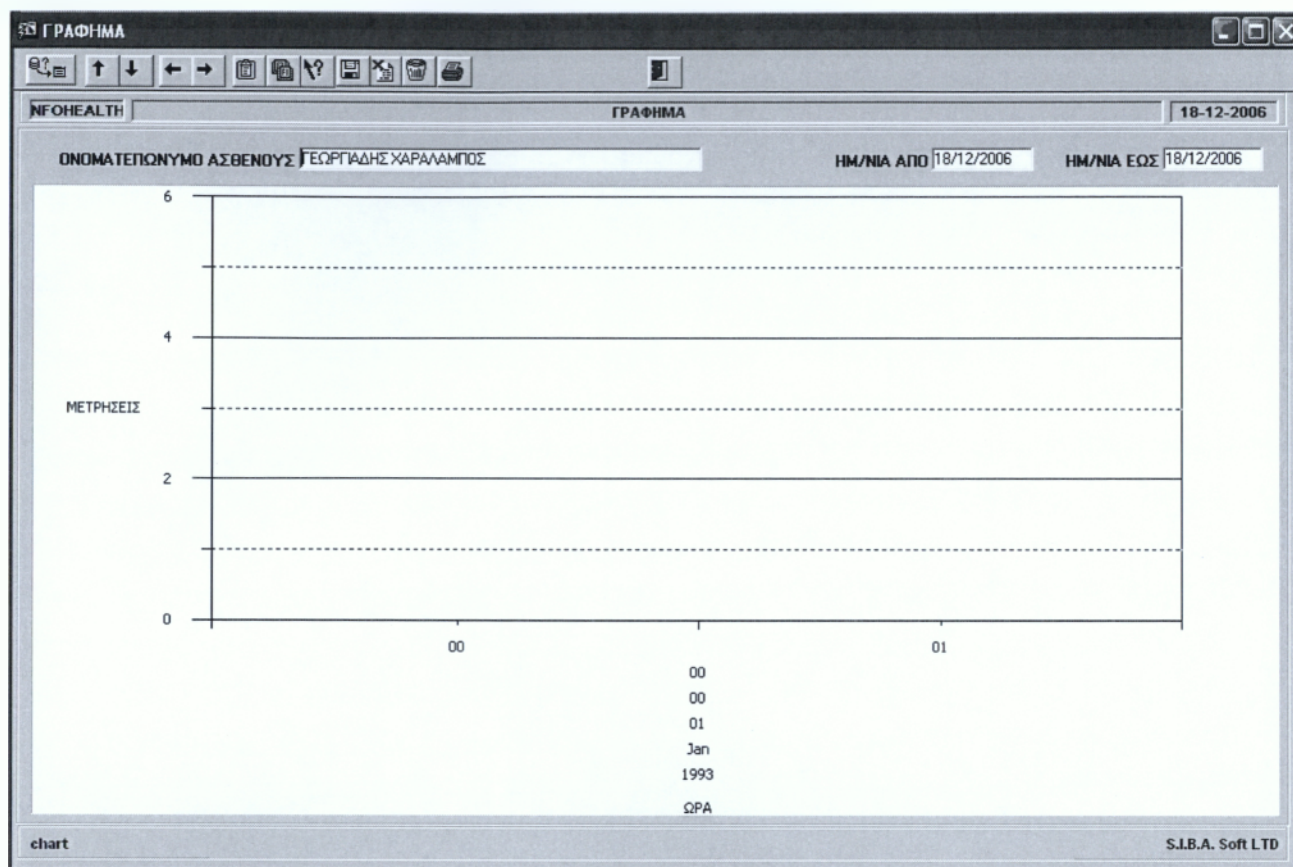 ΓΡΑΦΗΜΑ
NFOHEALTH ΓΡΑΦΗΜΑ 18-12-2006
ΟΝΟΜΑΤΕΠΩΝΥΜΟ ΑΣΘΕΝΟΥΣ ΓΕΩΡΓΙΑΔΗΣ ΧΑΡΑΛΑΜΠΟΣ ΗΜ/ΝΙΑ ΑΠΟ 18/12/2006 ΗΜ/ΝΙΑ ΕΩΣ 18/12/2006
6
4
ΜΕΤΡΗΣΕΙΣ
2
0
00 01
00
00
01
Jan
1993
ΩΡΑ
chart S.I.B.A. Soft LTD